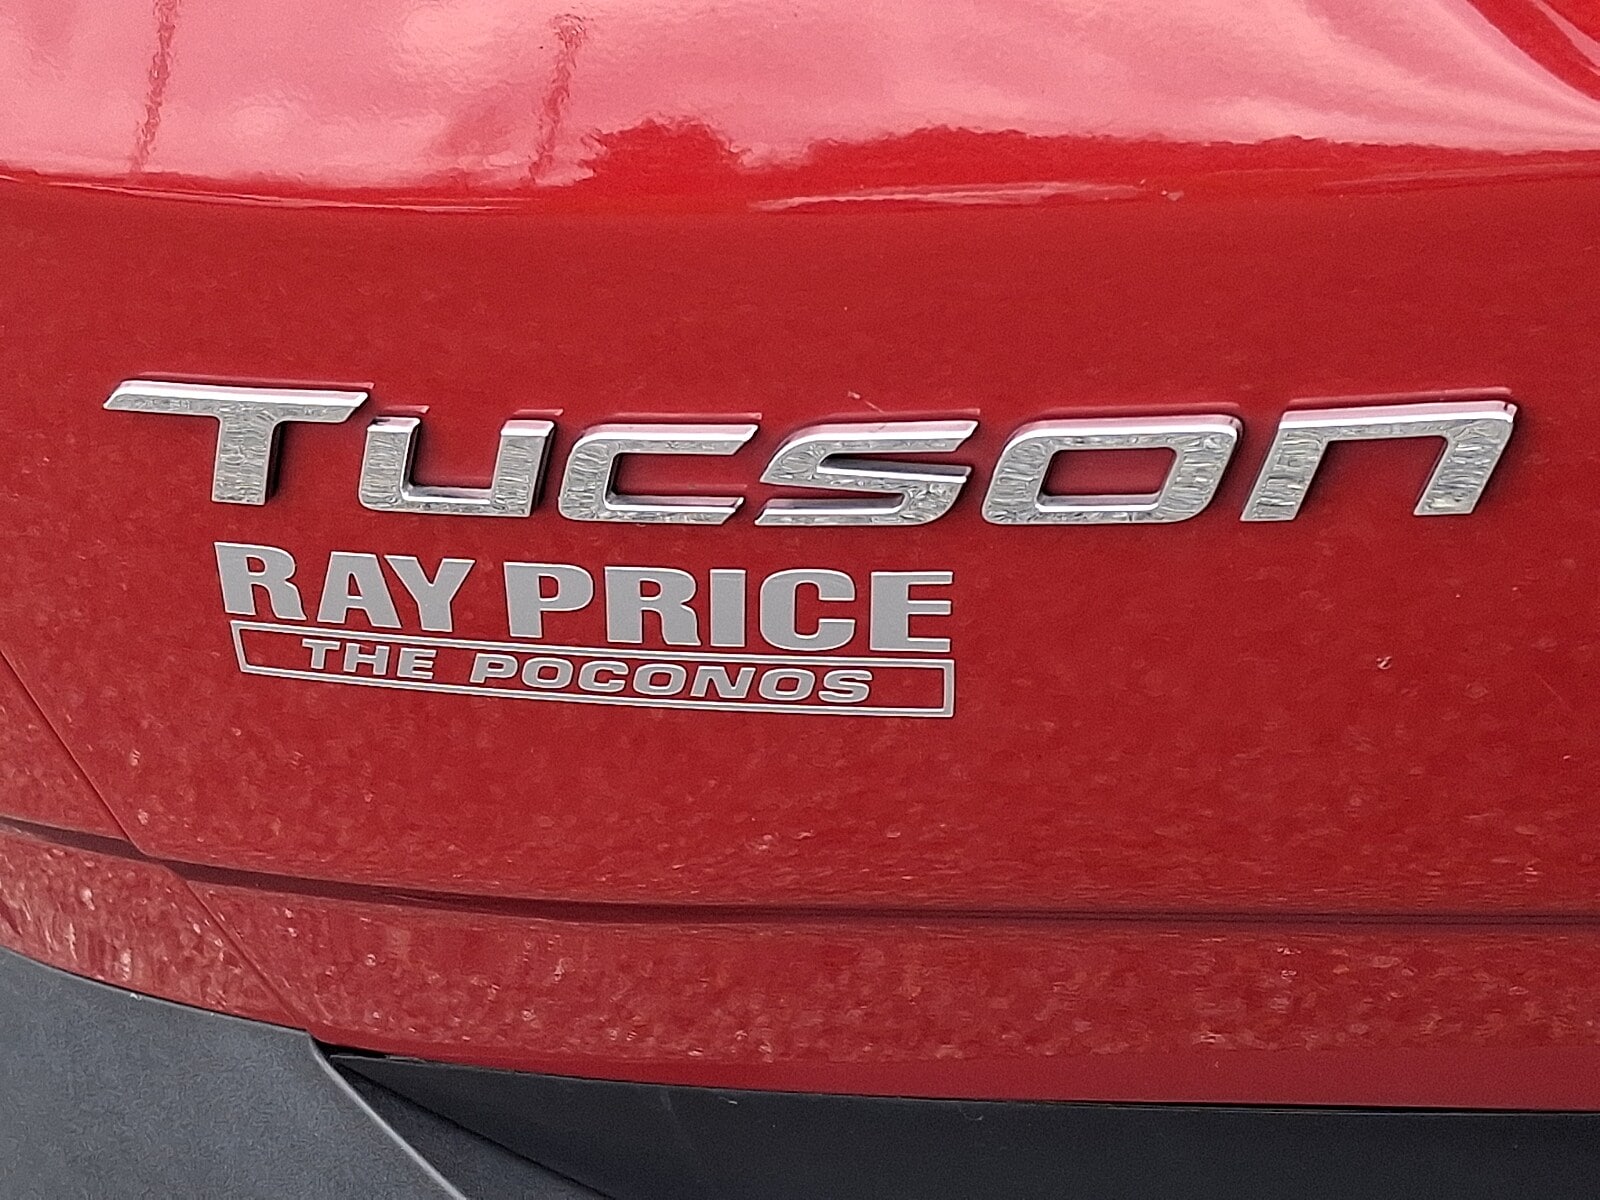 Tucson
RAY PRICE
THE POCONOS